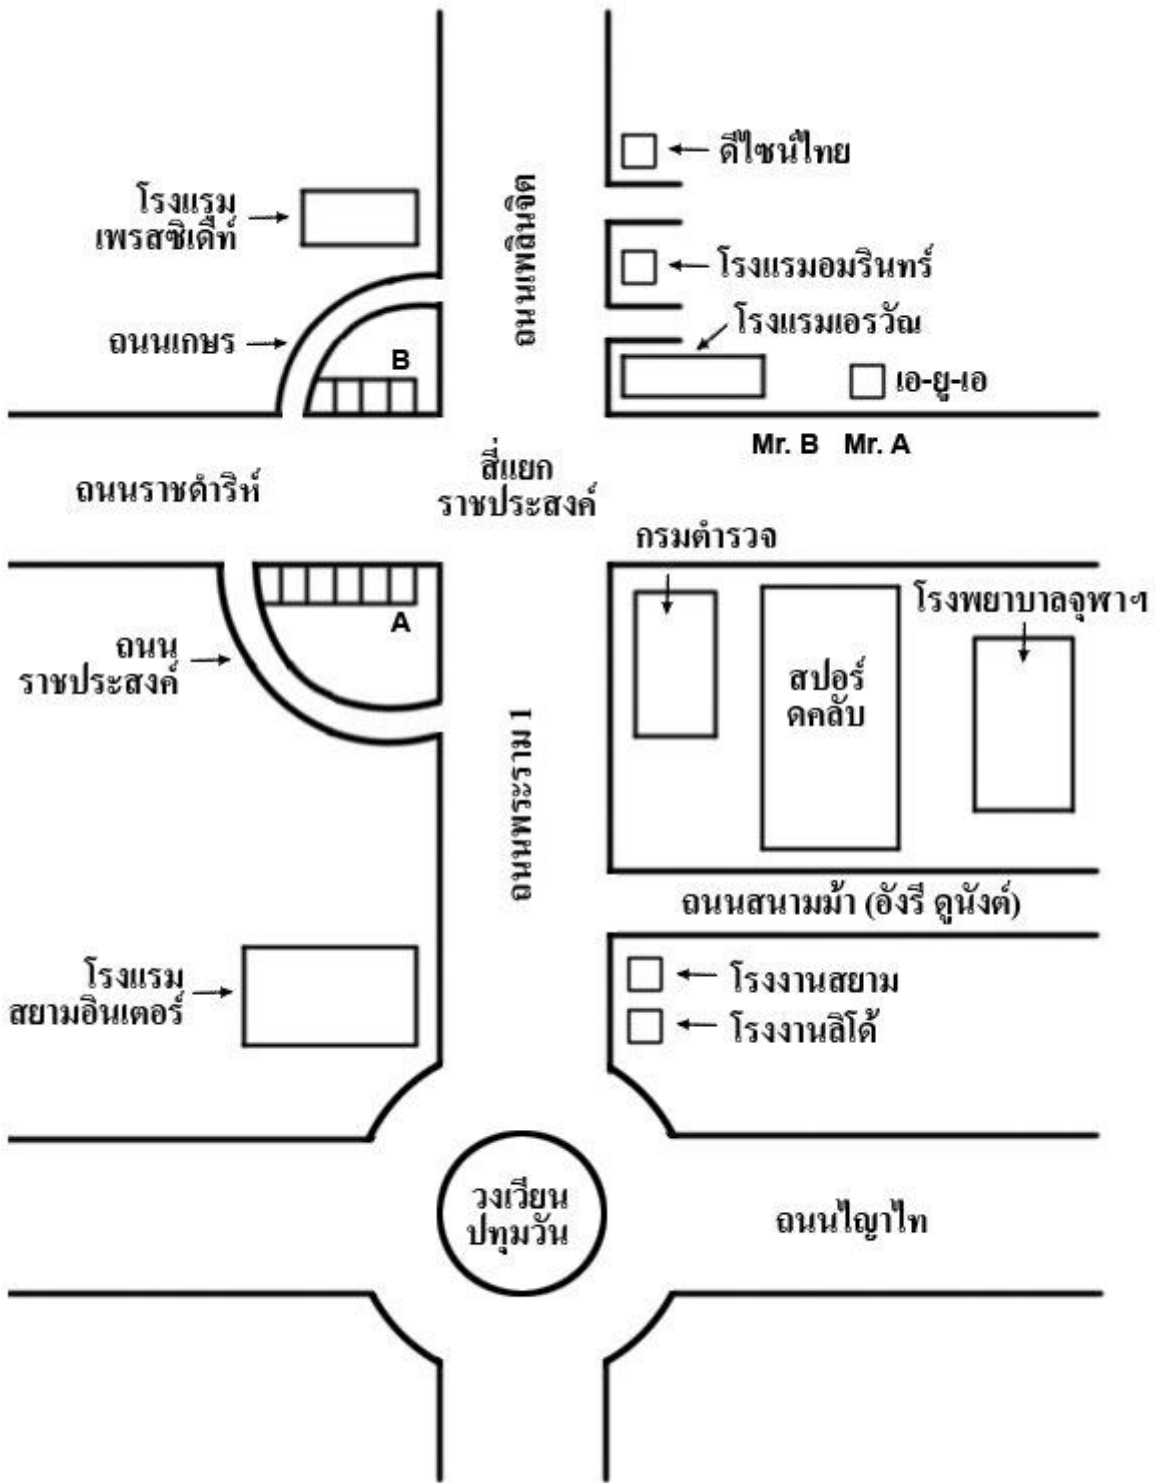 ดีไซน์ไทย
โรงแรม
เพรสซิเด้ท์
ถนนเพลินจิต
โรงแรมอมรินทร์
โรงแรมเอรวัณ
ถนนเกษร
B
เอ-ยู-เอ
Mr. B Mr. A
สี่แยก
ราชประสงค์
ถนนราชดำริห์
กรมตำรวจ
โรงพยาบาลจุฬาฯ
A
ถนน
ราชประสงค์
สปอร์
ตคลับ
ถนนพระราม 1
ถนนสนามม้า (อังรี ดูนังต์)
โรงแรม
สยามอินเตอร์
โรงงานสยาม
โรงงานลิโด้
วงเวียน
ปทุมวัน
ถนนไญาไท